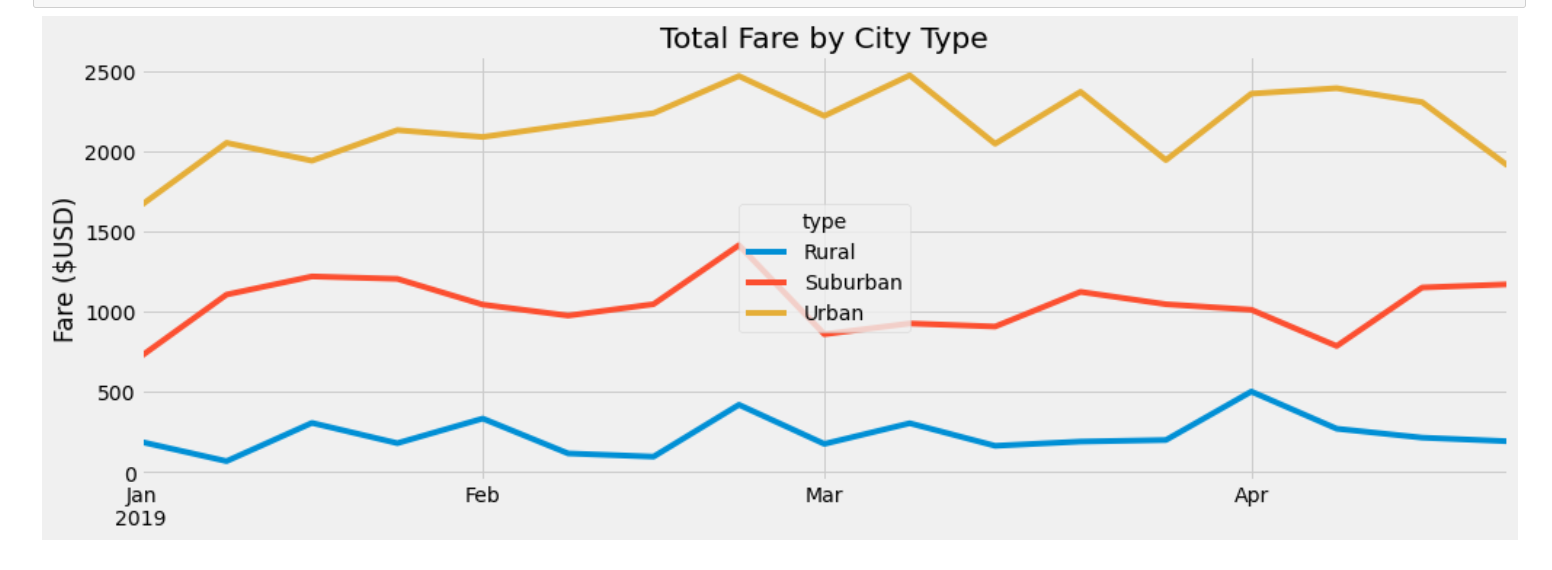 Total Fare by City Type
Fare ($USD)
2500
2000
1500
1000
500
0
type
Rural
Suburban
Urban
Jan Feb Mar Apr
2019